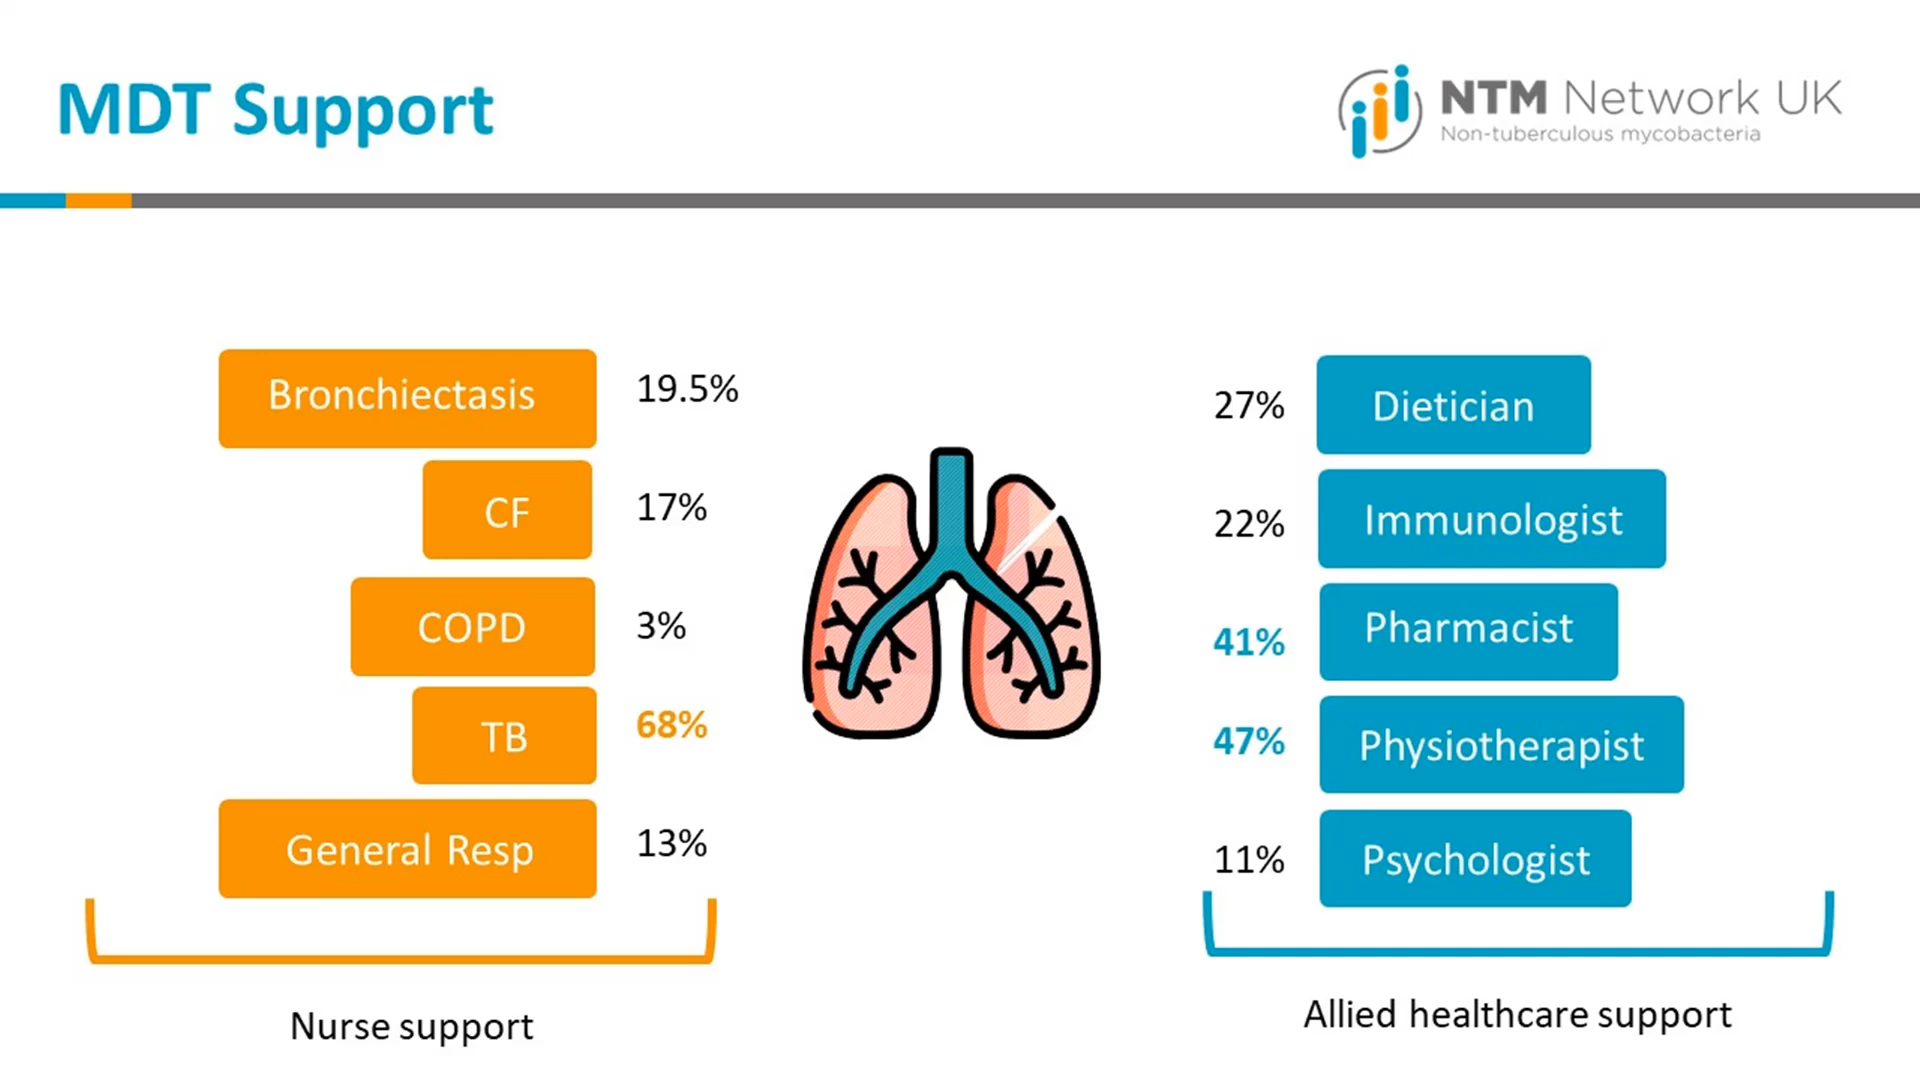 MDT Support
NTM Network UK
Non-tuberculous mycobacteria
Bronchiectasis 19.5%
CF 17%
COPD 3%
TB 68%
General Resp 13%
Nurse support
27% Dietician
22% Immunologist
41% Pharmacist
47% Physiotherapist
11% Psychologist
Allied healthcare support